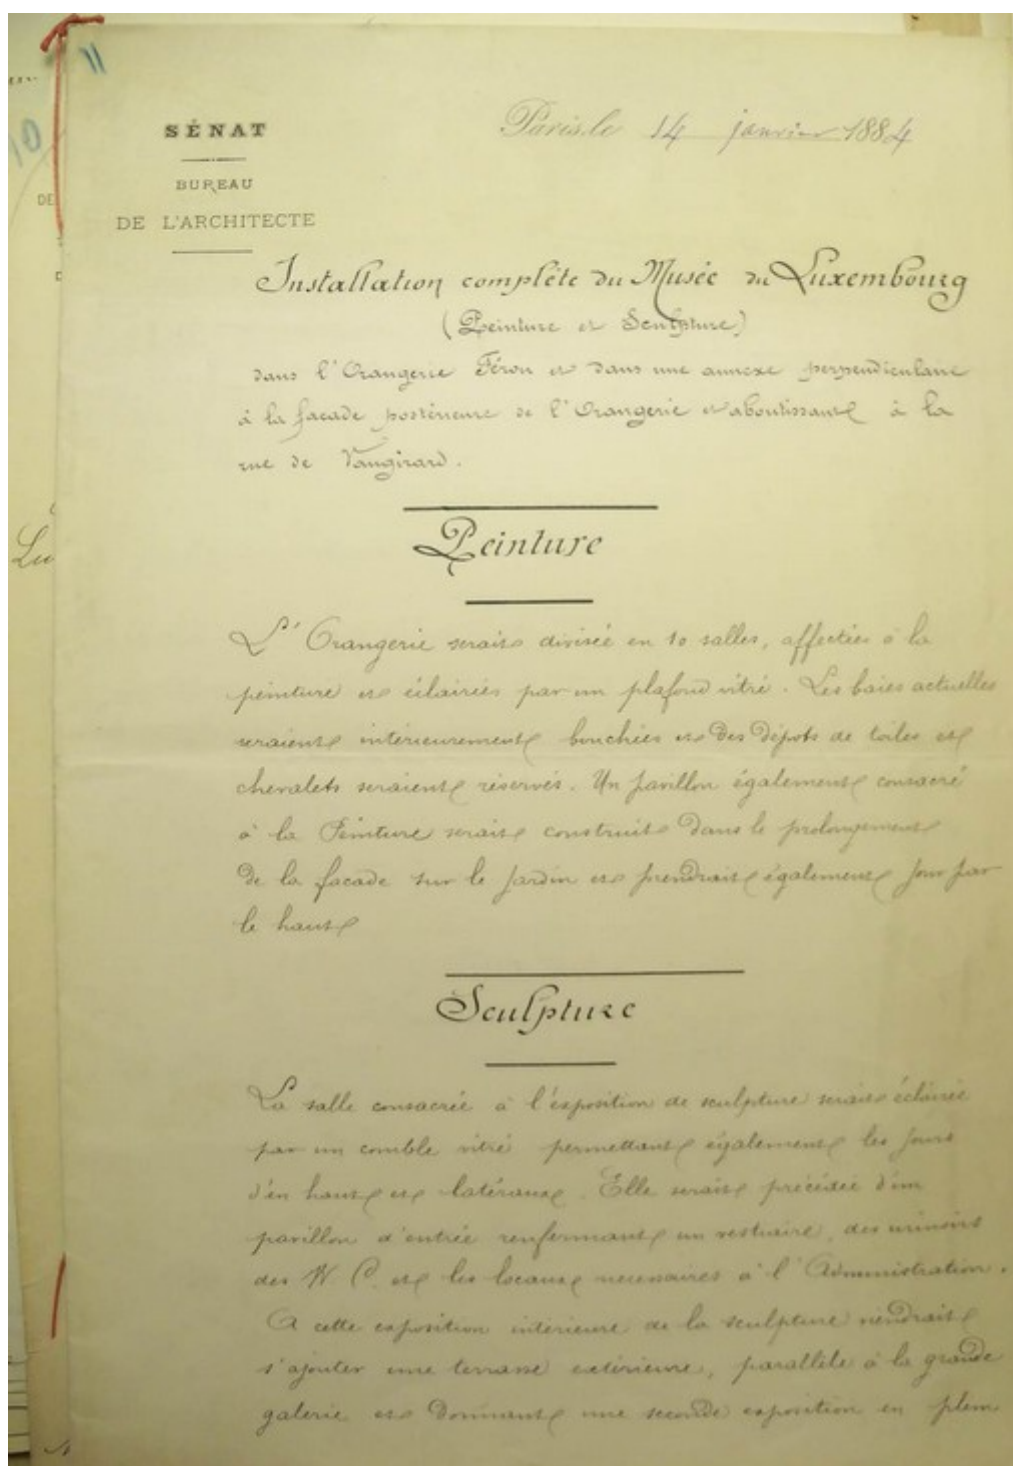 11
SÉNAT
BUREAU
DE L'ARCHITECTE
Paris, le 14 janvier 1884
Installation complète du Musée du Luxembourg
(Peinture et Sculpture)
dans l'Orangerie Férou et dans une annexe perpendiculaire
à la façade postérieure de l'Orangerie et aboutissant à la
rue de Vaugirard.
Peinture
L'Orangerie serait divisée en 10 salles, affectées à la
peinture et éclairées par un plafond vitré. Les baies actuelles
seraient intérieurement bouchées et des dépots de toiles et
chevalets seraient réservés. Un pavillon également consacré
à la Peinture serait construit dans le prolongement
de la façade sur le jardin et prendrait également jour par
le haut
Sculpture
La salle consacrée à l'exposition de sculpture serait éclairée
par un comble vitré permettant également les jours
d'en haut et latéraux. Elle serait précédée d'un
pavillon d'entrée renfermant un vestiaire, des urinoirs
des W C. et les locaux nécessaires à l'Administration.
A cette exposition intérieure de la sculpture viendrait
s'ajouter une terrasse extérieure, parallèle à la grande
galerie et donnant une seconde exposition en plein
10
DE
Lu